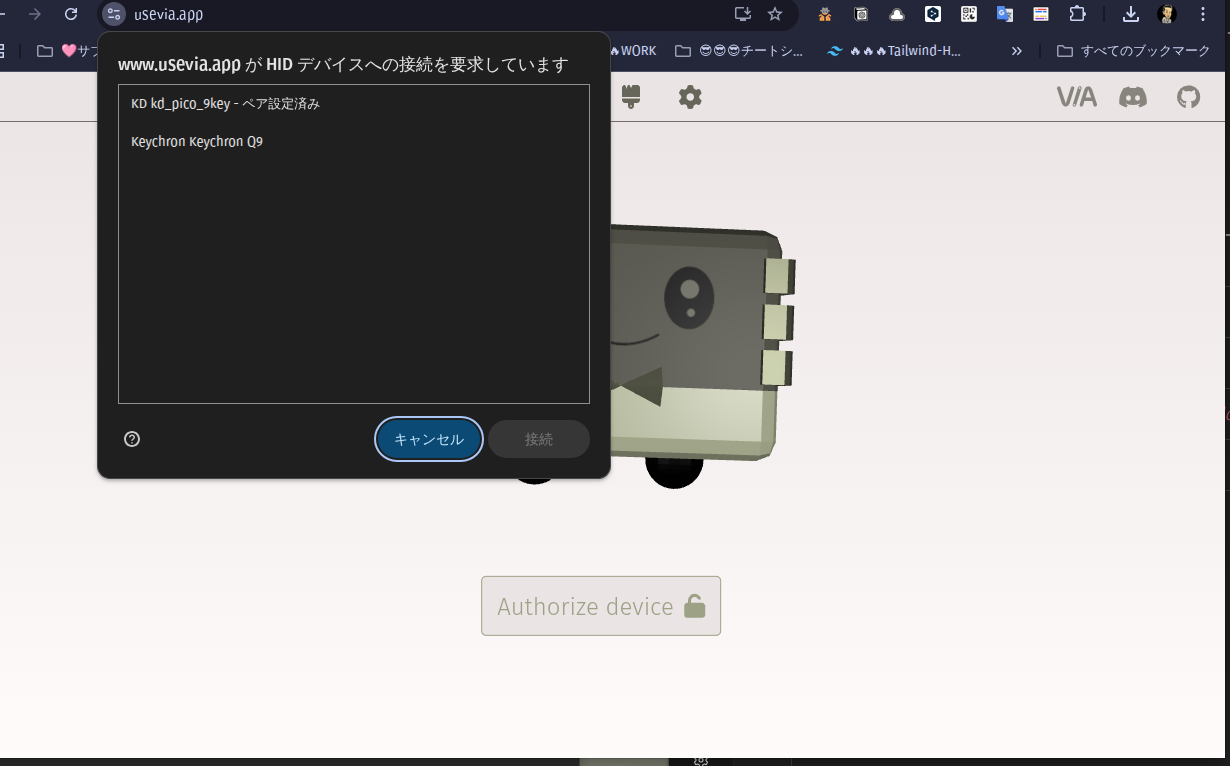 usevia.app
🩷サブ
🔥WORK
😎😎😎チートシ...
🔥🔥🔥Tailwind-H...
»
すべてのブックマーク
www.usevia.app が HID デバイスへの接続を要求しています
KD kd_pico_9key - ペア設定済み
Keychron Keychron Q9
キャンセル
接続
VIA
Authorize device